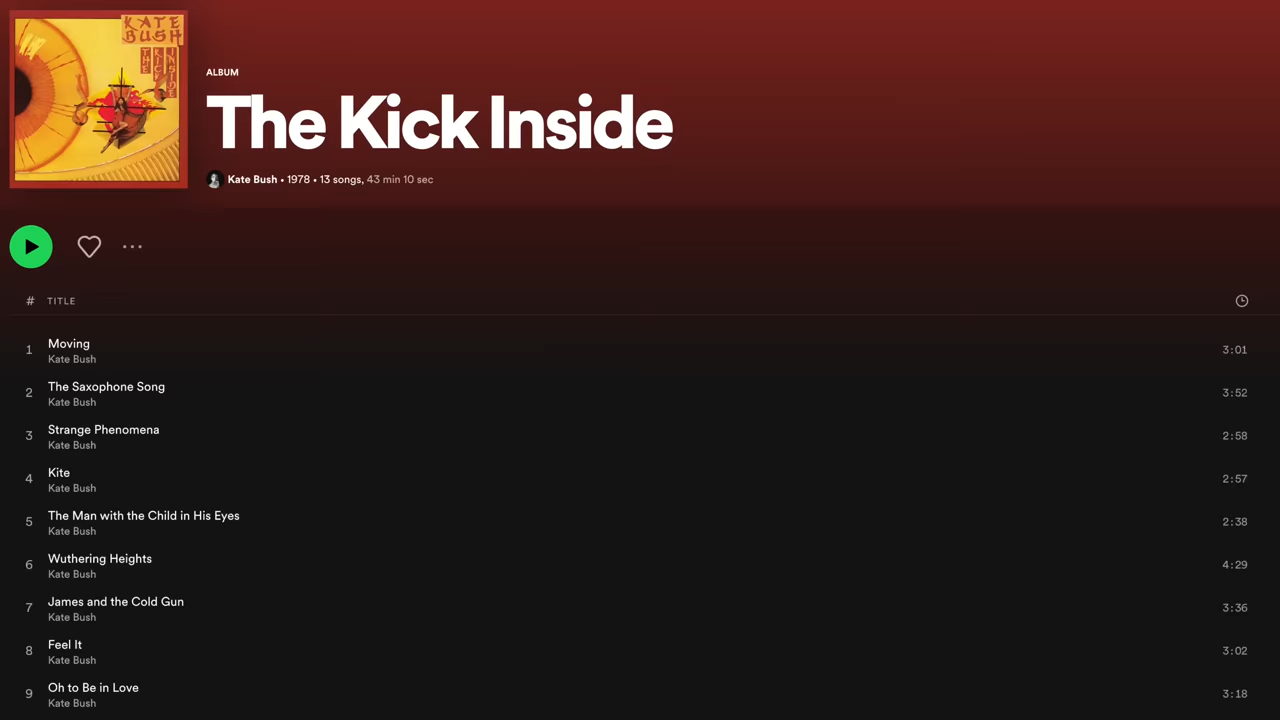 KATE
BUSH
THE KICK INSIDE
ALBUM
The Kick Inside
Kate Bush • 1978 • 13 songs, 43 min 10 sec
# TITLE
1 Moving 3:01
Kate Bush
2 The Saxophone Song 3:52
Kate Bush
3 Strange Phenomena 2:58
Kate Bush
4 Kite 2:57
Kate Bush
5 The Man with the Child in His Eyes 2:38
Kate Bush
6 Wuthering Heights 4:29
Kate Bush
7 James and the Cold Gun 3:36
Kate Bush
8 Feel It 3:02
Kate Bush
9 Oh to Be in Love 3:18
Kate Bush